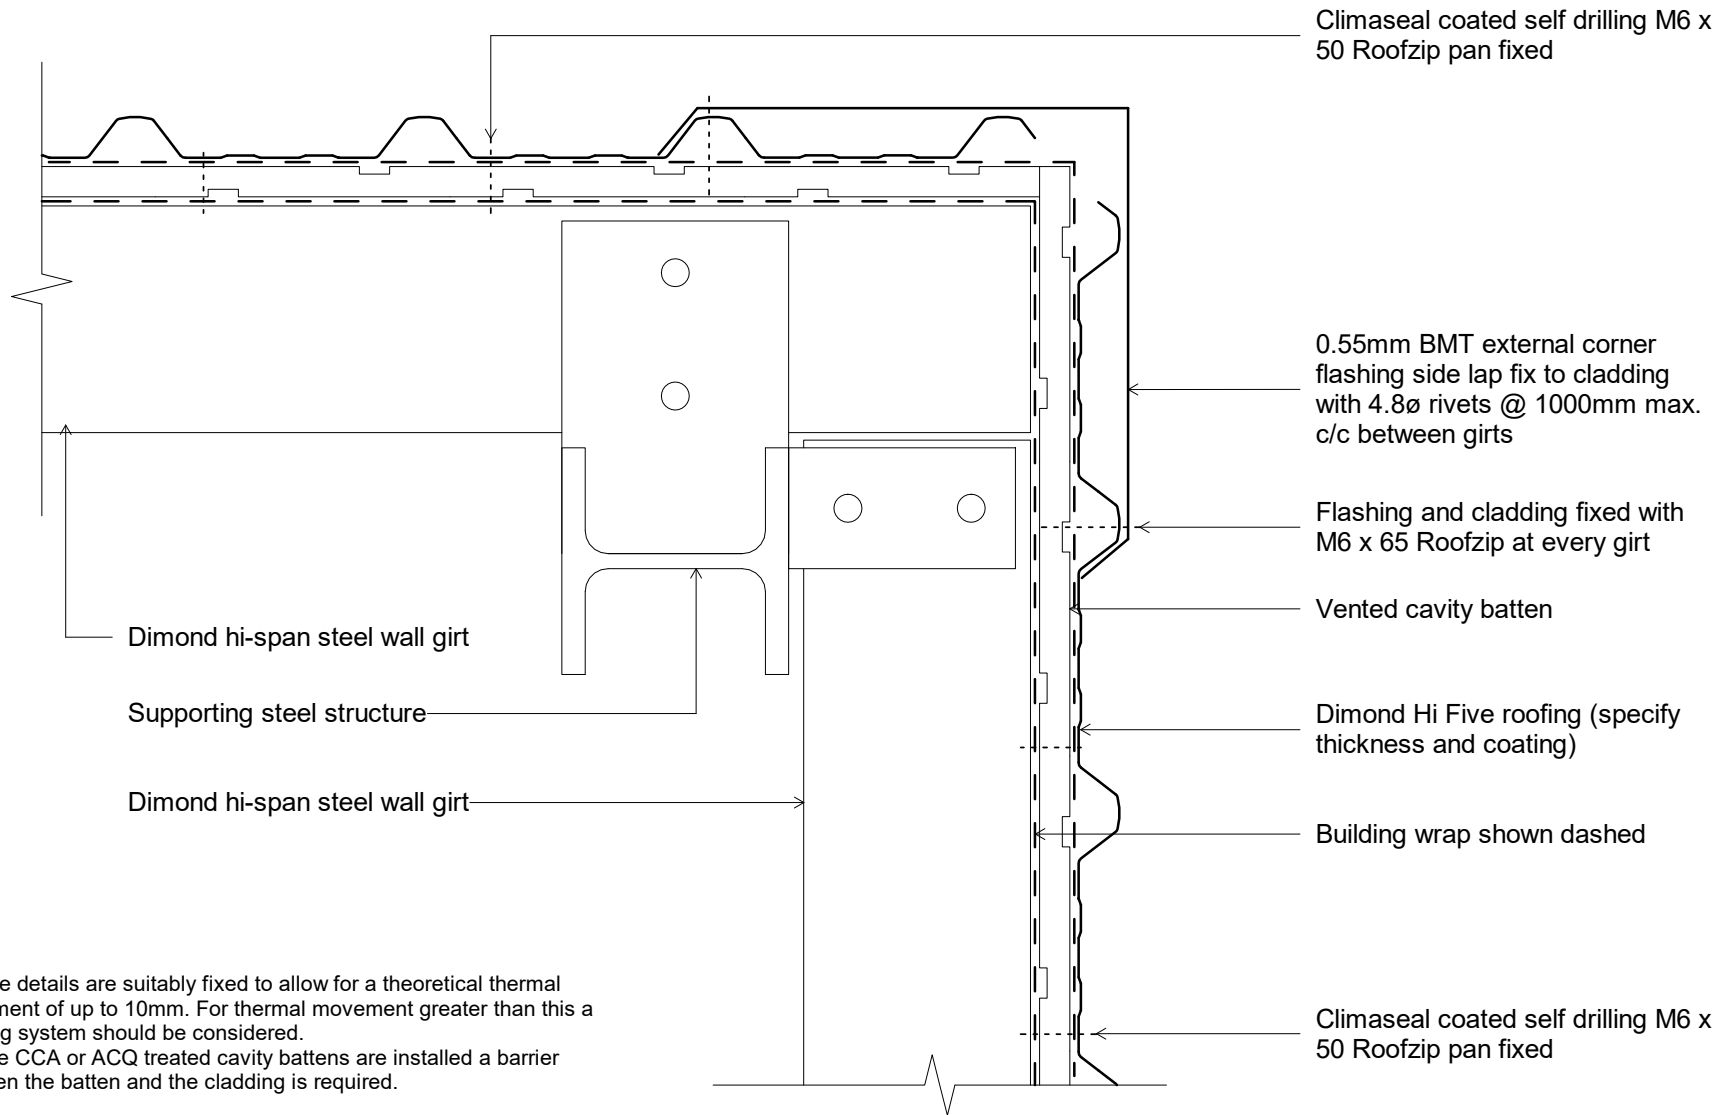 Climaseal coated self drilling M6 x
50 Roofzip pan fixed
0.55mm BMT external corner
flashing side lap fix to cladding
with 4.8ø rivets @ 1000mm max.
c/c between girts
Flashing and cladding fixed with
M6 x 65 Roofzip at every girt
Vented cavity batten
Dimond hi-span steel wall girt
Supporting steel structure
Dimond Hi Five roofing (specify
thickness and coating)
Dimond hi-span steel wall girt
Building wrap shown dashed
e details are suitably fixed to allow for a theoretical thermal
ment of up to 10mm. For thermal movement greater than this a
g system should be considered.
e CCA or ACQ treated cavity battens are installed a barrier
en the batten and the cladding is required.
Climaseal coated self drilling M6 x
50 Roofzip pan fixed